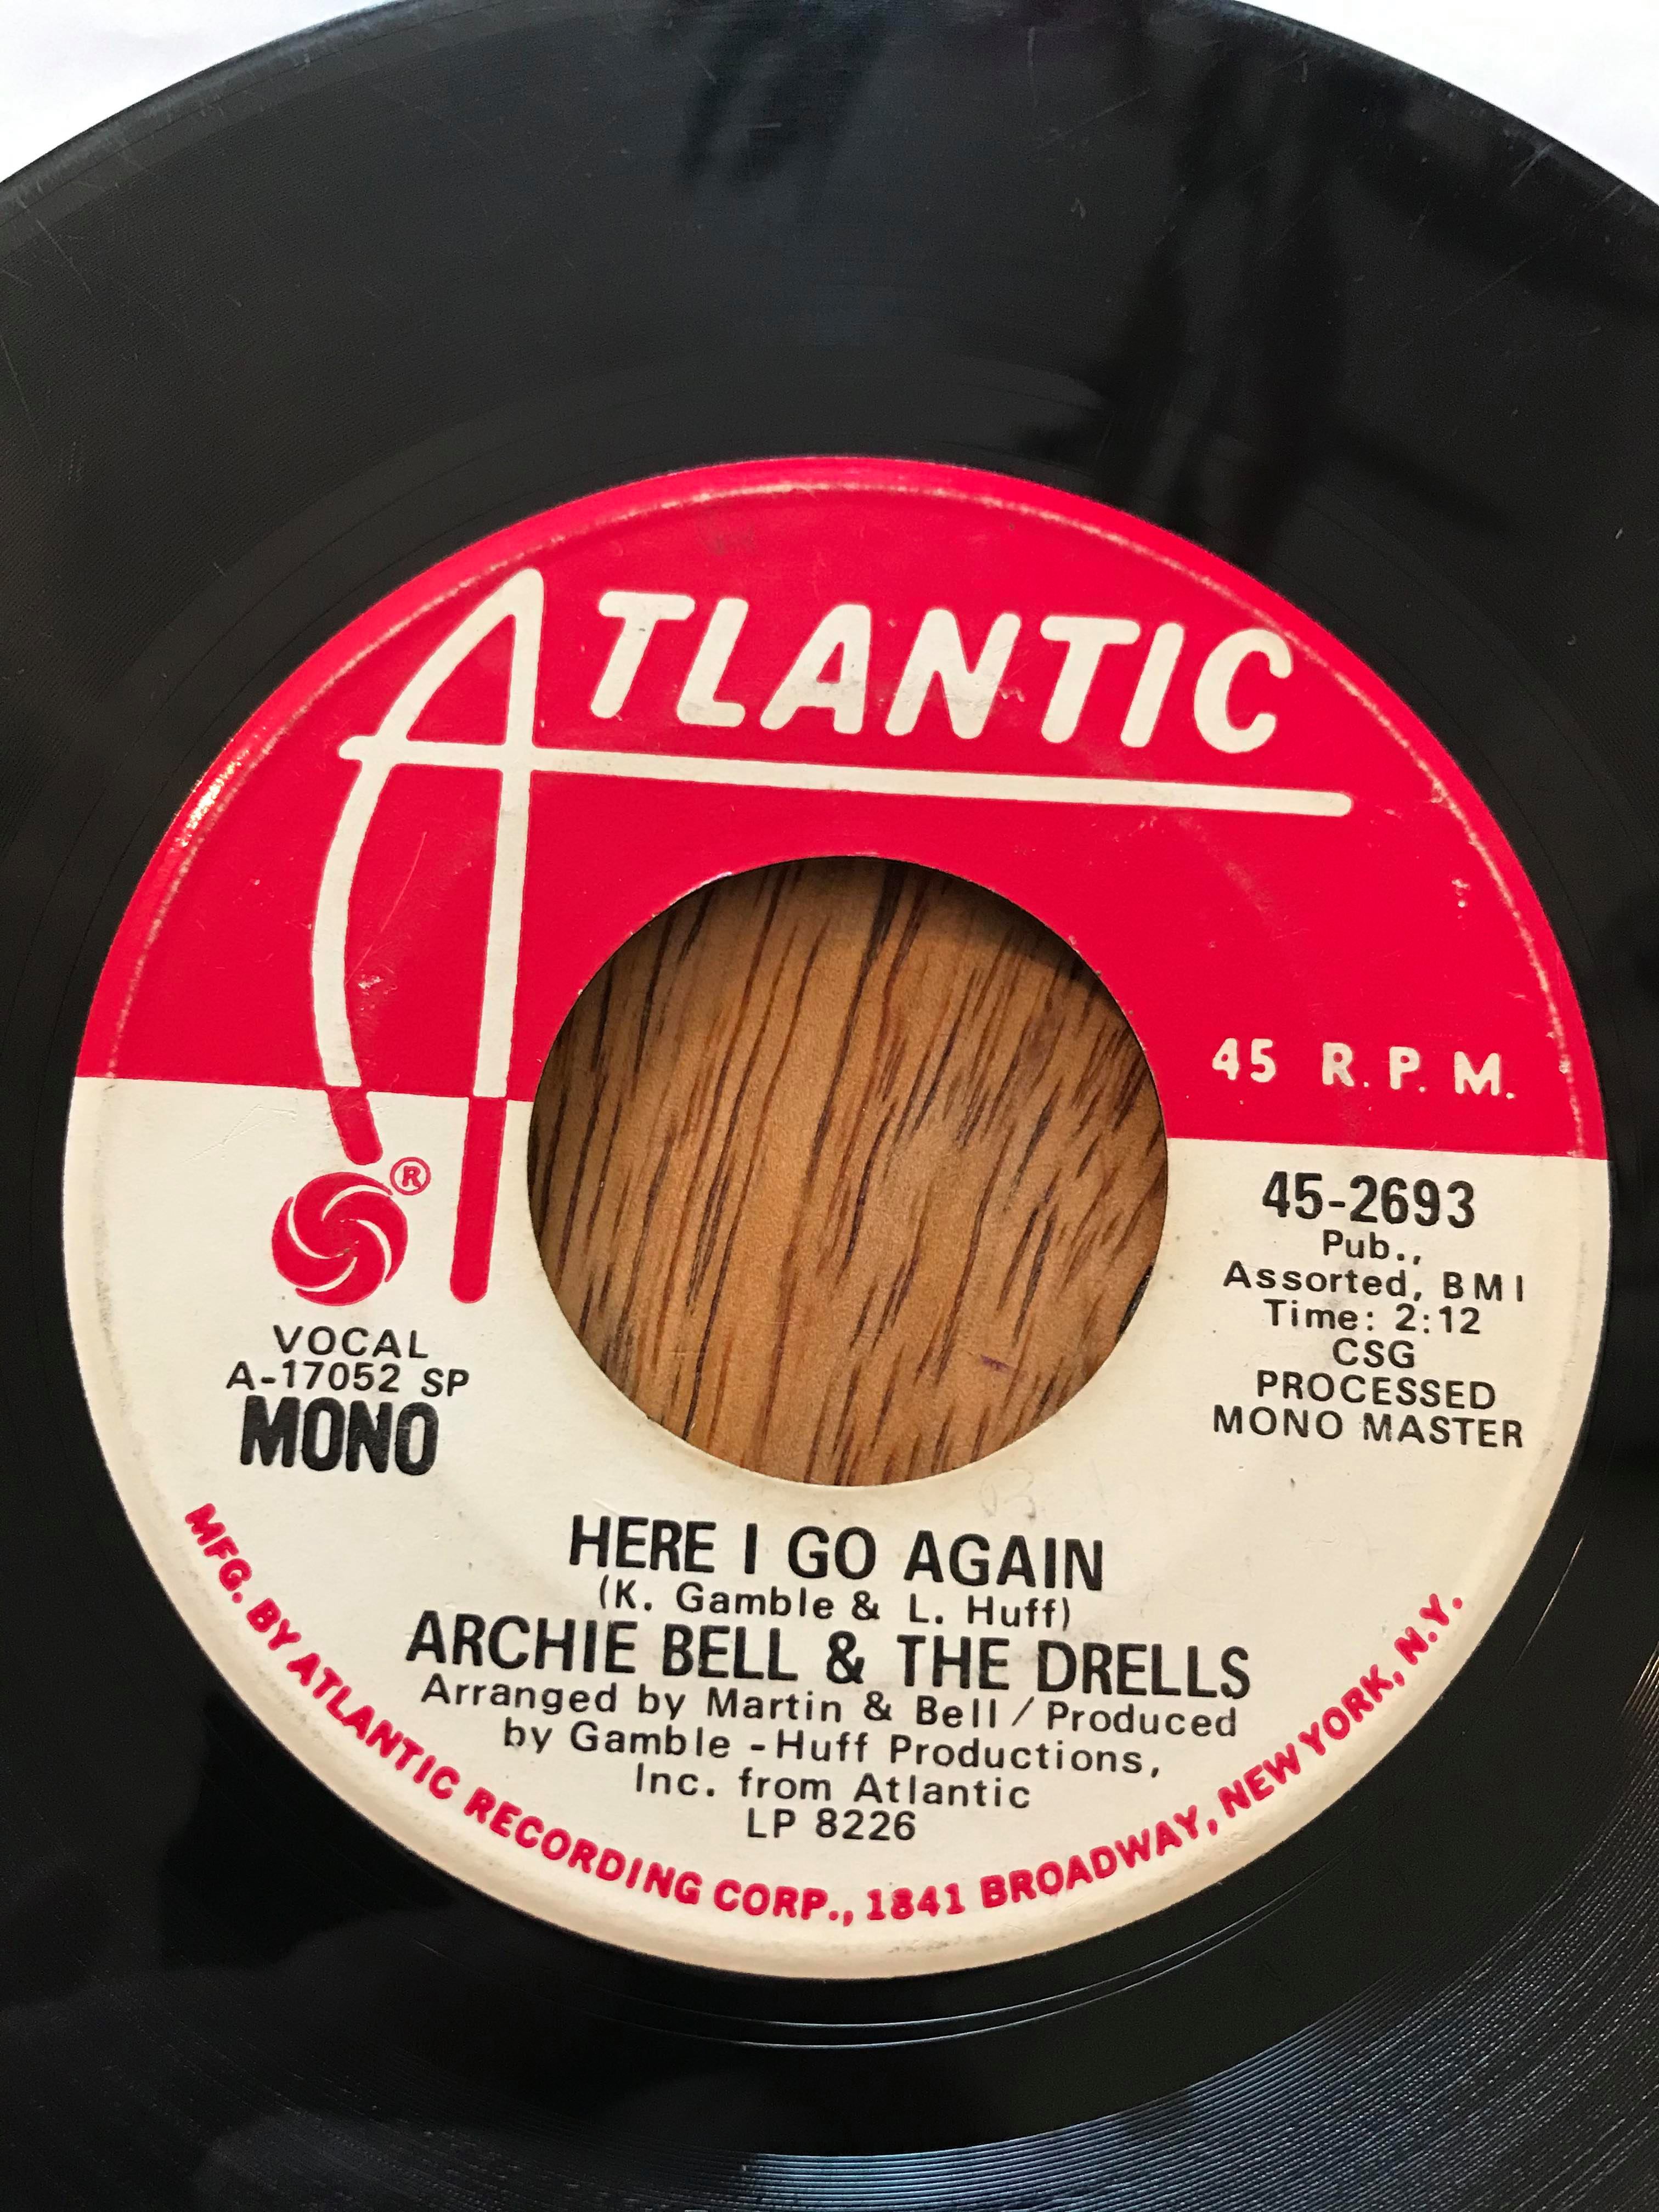 ATLANTIC
45 R.P.M.
®
45-2693
Pub.,
Assorted, BMI
Time: 2:12
CSG
PROCESSED
MONO MASTER
VOCAL
A-17052 SP
MONO
HERE I GO AGAIN
(K. Gamble & L. Huff)
ARCHIE BELL & THE DRELLS
Arranged by Martin & Bell / Produced
by Gamble - Huff Productions,
Inc. from Atlantic
LP 8226
MFG. BY ATLANTIC RECORDING CORP., 1841 BROADWAY, NEW YORK, N.Y.